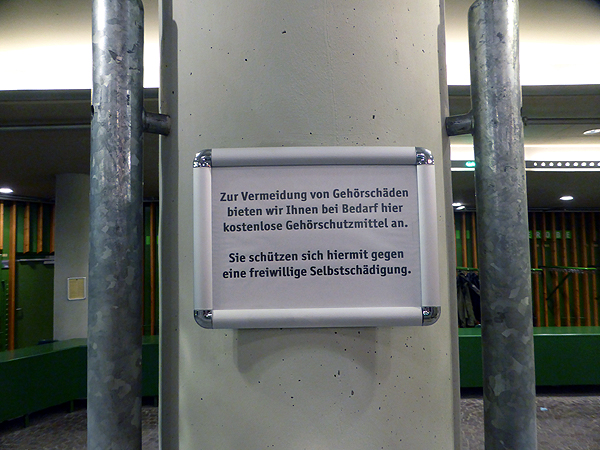 Zur Vermeidung von Gehörschäden
bieten wir Ihnen bei Bedarf hier
kostenlose Gehörschutzmittel an.
Sie schützen sich hiermit gegen
eine freiwillige Selbstschädigung.